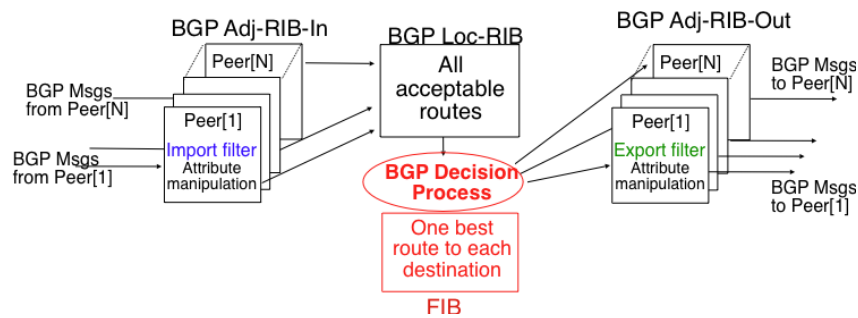 BGP Adj-RIB-In
BGP Loc-RIB
BGP Adj-RIB-Out
Peer[N]
BGP Msgs
from Peer[N]
Peer[1]
Import filter
Attribute
manipulation
BGP Msgs
from Peer[1]
All
acceptable
routes
BGP Decision
Process
One best
route to each
destination
FIB
Peer[N]
Peer[1]
Export filter
Attribute
manipulation
BGP Msgs
to Peer[N]
BGP Msgs
to Peer[1]